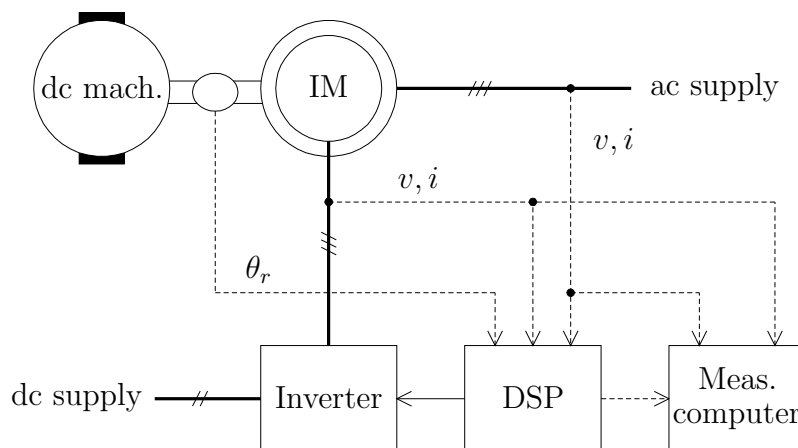 dc mach.
IM
ac supply
v, i
v, i
θr
dc supply
Inverter
DSP
Meas.
computer